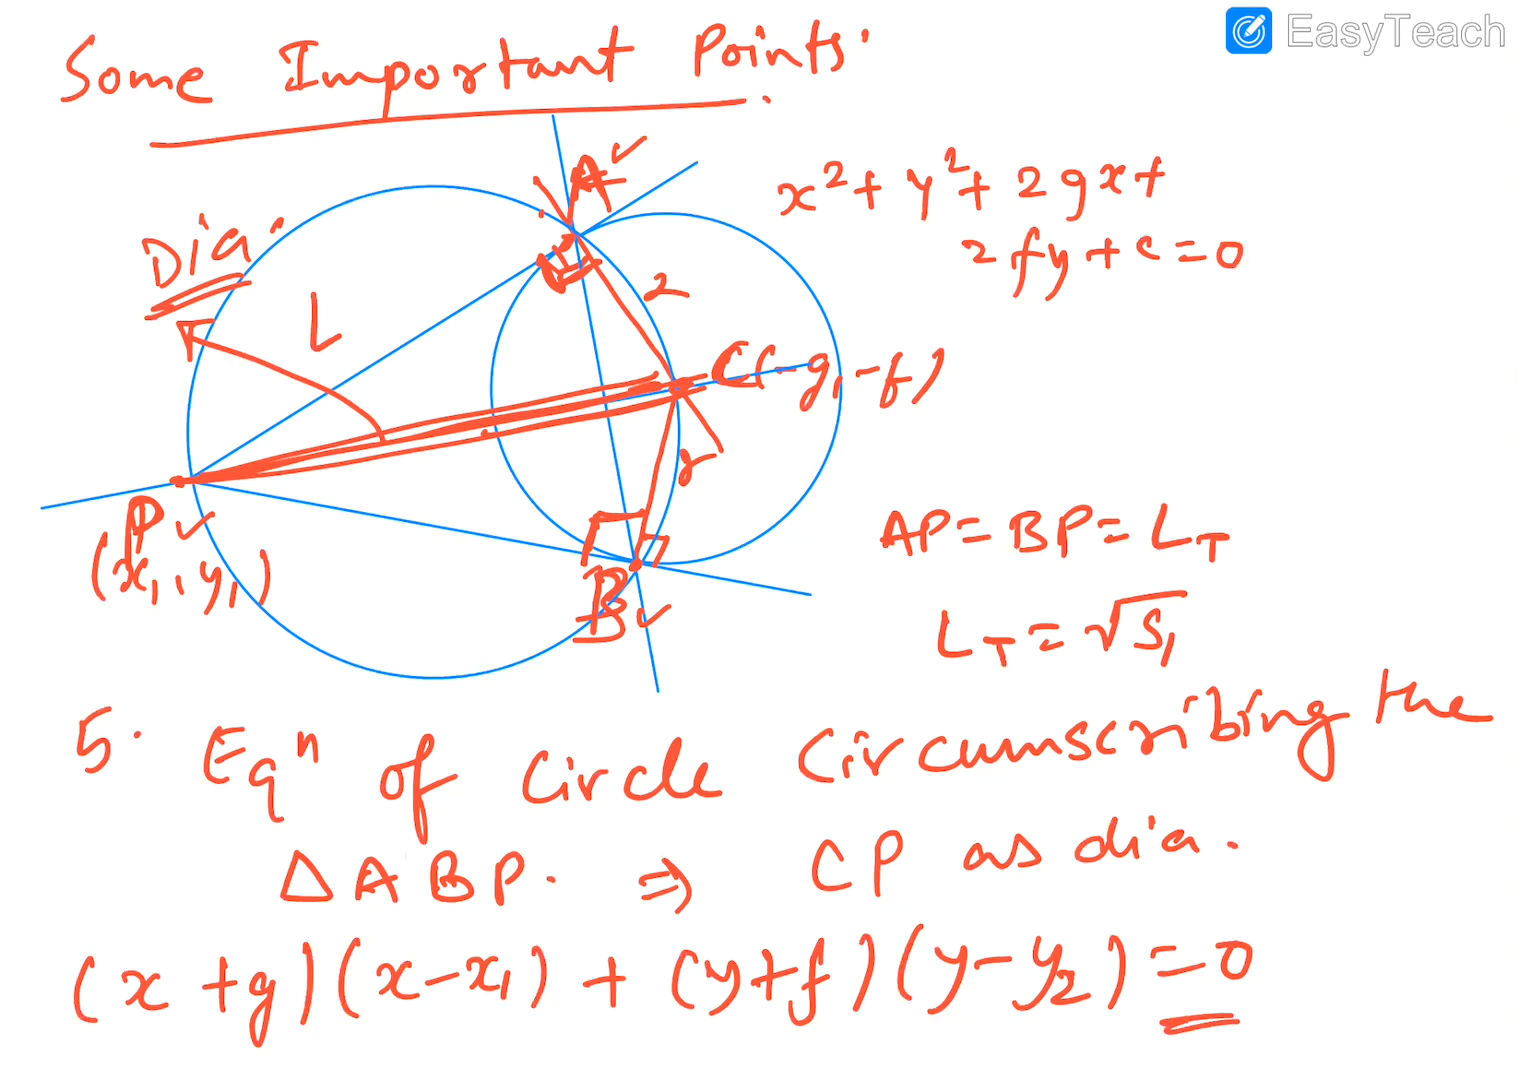 Some Important Points:
EasyTeach
x²+ y²+ 2gx+
2fy + c = 0
Dia.
A
L
2
C(-g, -f)
r
P
(x₁, y₁)
B
AP = BP = L_T
L_T = √S₁
5. Eqⁿ of Circle Circumscribing the
△ABP. ⇒ CP as dia.
(x+g)(x-x₁) + (y+f)(y-y₂) = 0